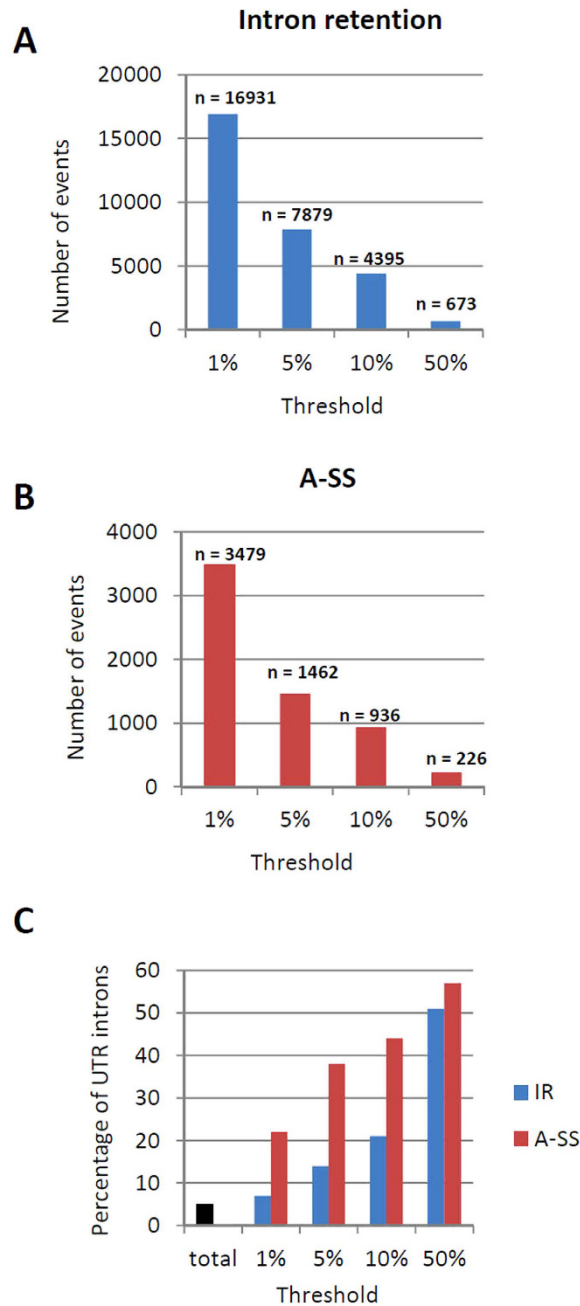 Intron retention
A
20000
15000
10000
5000
0
Number of events
n = 16931
n = 7879
n = 4395
n = 673
1% 5% 10% 50%
Threshold
A-SS
B
4000
3000
2000
1000
0
Number of events
n = 3479
n = 1462
n = 936
n = 226
1% 5% 10% 50%
Threshold
C
60
50
40
30
20
10
0
Percentage of UTR introns
IR
A-SS
total 1% 5% 10% 50%
Threshold